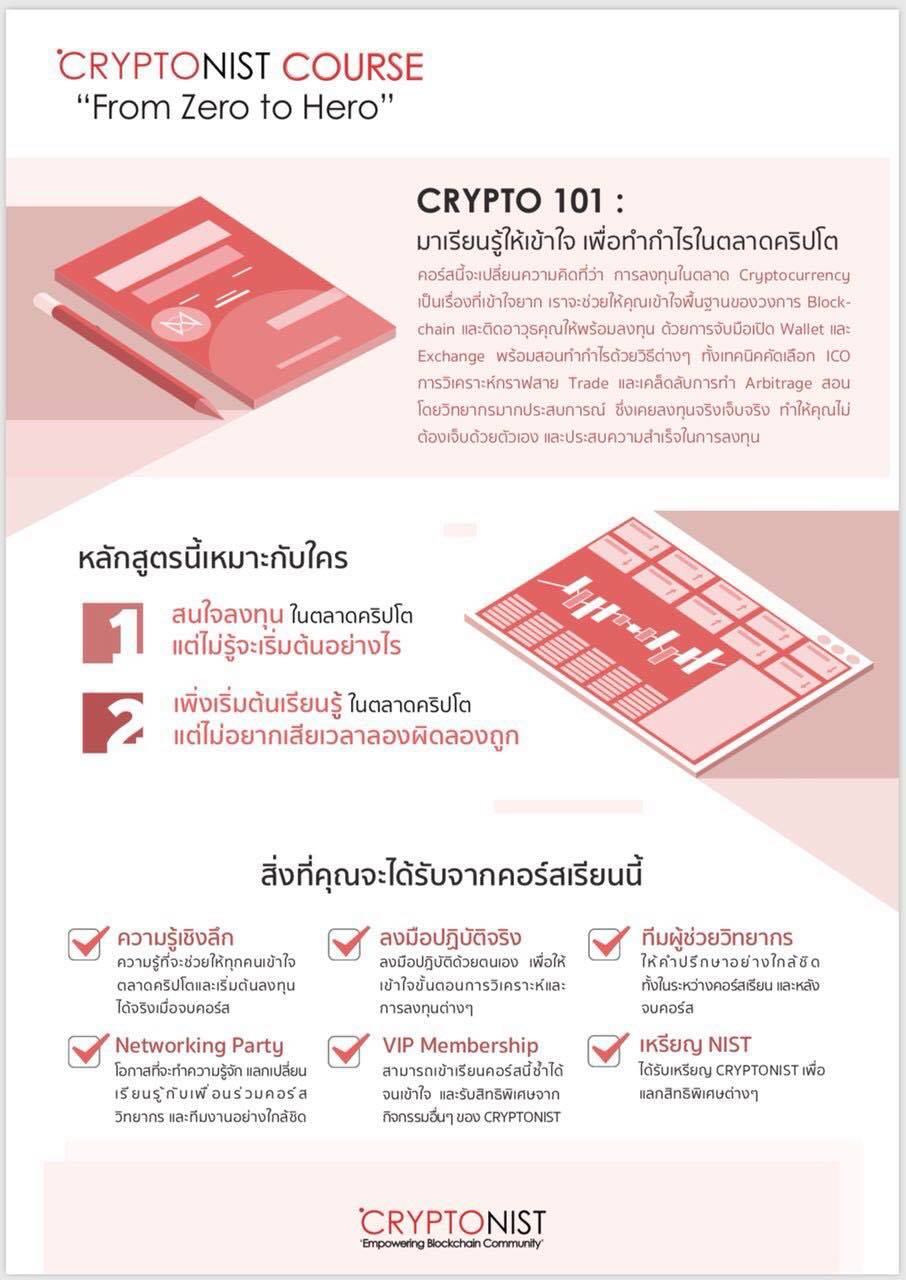 CRYPTONIST COURSE
“From Zero to Hero”
CRYPTO 101 :
มาเรียนรู้ให้เข้าใจ เพื่อทำกำไรในตลาดคริปโต
คอร์สนี้จะเปลี่ยนความคิดที่ว่า การลงทุนในตลาด Cryptocurrency
เป็นเรื่องที่เข้าใจยาก เราจะช่วยให้คุณเข้าใจพื้นฐานของวงการ Block-
chain และติดอาวุธคุณให้พร้อมลงทุน ด้วยการจับมือเปิด Wallet และ
Exchange พร้อมสอนทำกำไรด้วยวิธีต่างๆ ทั้งเทคนิคคัดเลือก ICO
การวิเคราะห์กราฟสาย Trade และเคล็ดลับการทำ Arbitrage สอน
โดยวิทยากรมากประสบการณ์ ซึ่งเคยลงทุนจริงเจ็บจริง ทำให้คุณไม่
ต้องเจ็บด้วยตัวเอง และประสบความสำเร็จในการลงทุน
หลักสูตรนี้เหมาะกับใคร
1
สนใจลงทุน ในตลาดคริปโต
แต่ไม่รู้จะเริ่มต้นอย่างไร
2
เพิ่งเริ่มต้นเรียนรู้ ในตลาดคริปโต
แต่ไม่อยากเสียเวลาลองผิดลองถูก
สิ่งที่คุณจะได้รับจากคอร์สเรียนนี้
ความรู้เชิงลึก
ความรู้ที่จะช่วยให้ทุกคนเข้าใจ
ตลาดคริปโตและเริ่มต้นลงทุน
ได้จริงเมื่อจบคอร์ส
ลงมือปฏิบัติจริง
ลงมือปฏิบัติด้วยตนเอง เพื่อให้
เข้าใจขั้นตอนการวิเคราะห์และ
การลงทุนต่างๆ
ทีมผู้ช่วยวิทยากร
ให้คำปรึกษาอย่างใกล้ชิด
ทั้งในระหว่างคอร์สเรียน และหลัง
จบคอร์ส
Networking Party
โอกาสที่จะทำความรู้จัก แลกเปลี่ยน
เรียนรู้กับเพื่อนร่วมคอร์ส
วิทยากร และทีมงานอย่างใกล้ชิด
VIP Membership
สามารถเข้าเรียนคอร์สนี้ซ้ำได้
จนเข้าใจ และรับสิทธิพิเศษจาก
กิจกรรมอื่นๆ ของ CRYPTONIST
เหรียญ NIST
ได้รับเหรียญ CRYPTONIST เพื่อ
แลกสิทธิพิเศษต่างๆ
CRYPTONIST
'Empowering Blockchain Community'